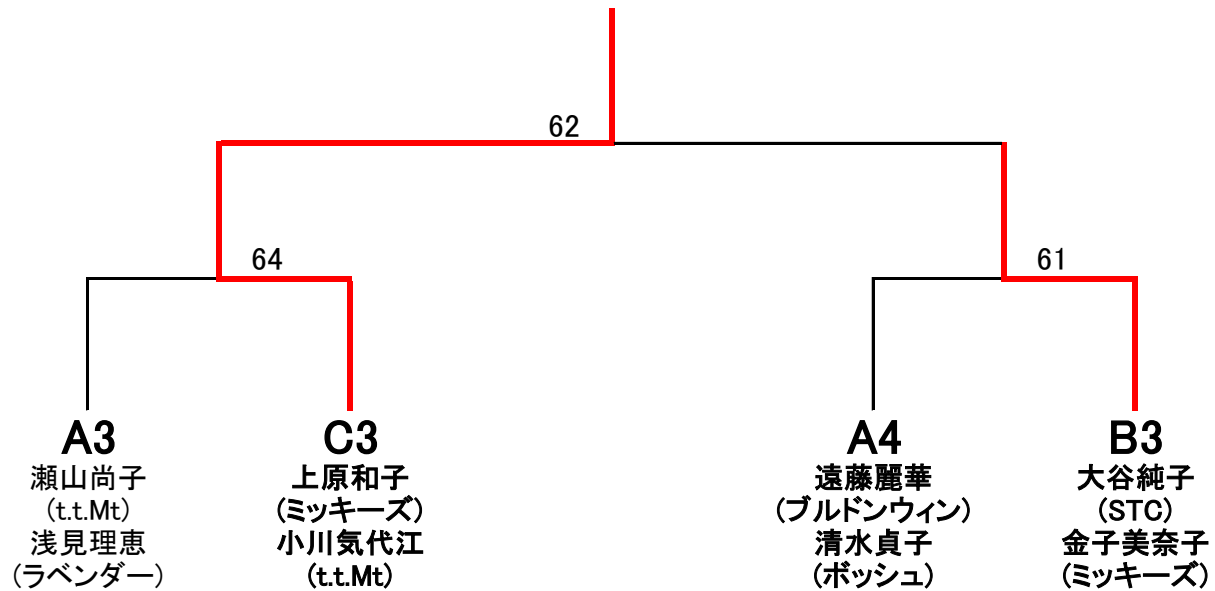 62
64
61
A3
瀬山尚子
(t.t.Mt)
浅見理恵
(ラベンダー)
C3
上原和子
(ミッキーズ)
小川気代江
(t.t.Mt)
A4
遠藤麗華
(ブルドンウィン)
清水貞子
(ボッシュ)
B3
大谷純子
(STC)
金子美奈子
(ミッキーズ)